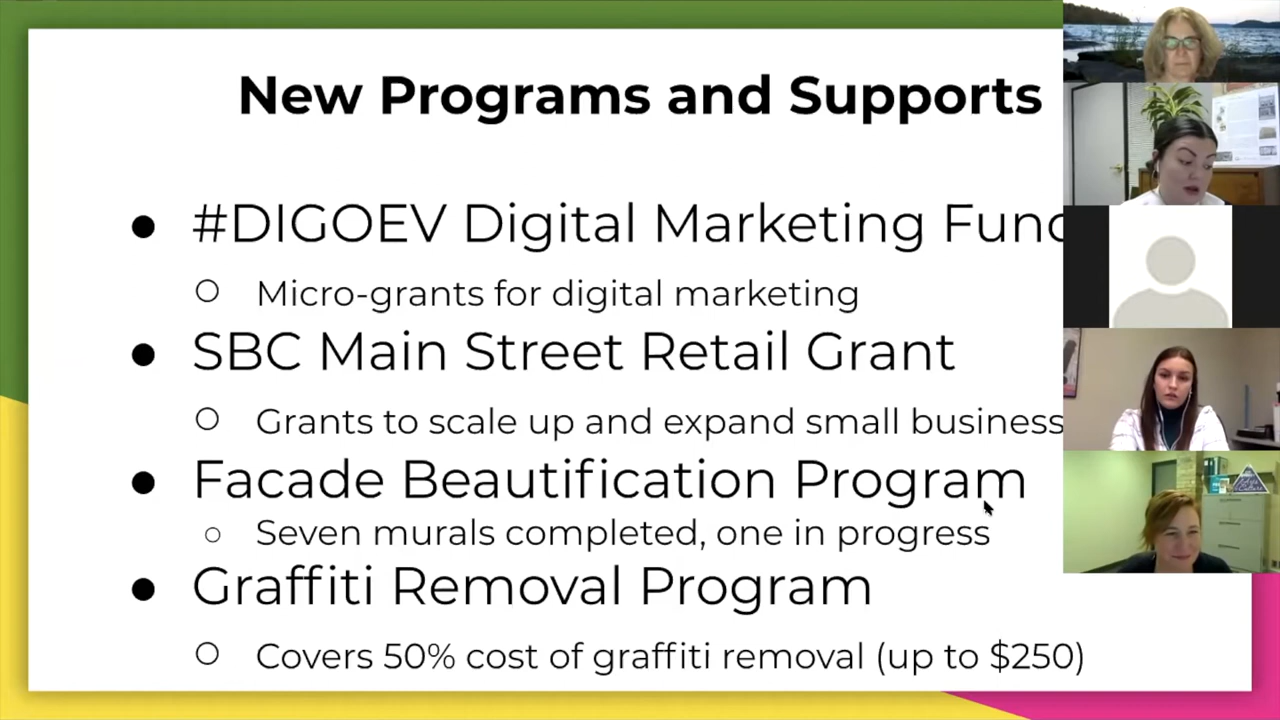 New Programs and Supports
● #DIGOEV Digital Marketing Fund
○ Micro-grants for digital marketing
● SBC Main Street Retail Grant
○ Grants to scale up and expand small business
● Facade Beautification Program
○ Seven murals completed, one in progress
● Graffiti Removal Program
○ Covers 50% cost of graffiti removal (up to $250)